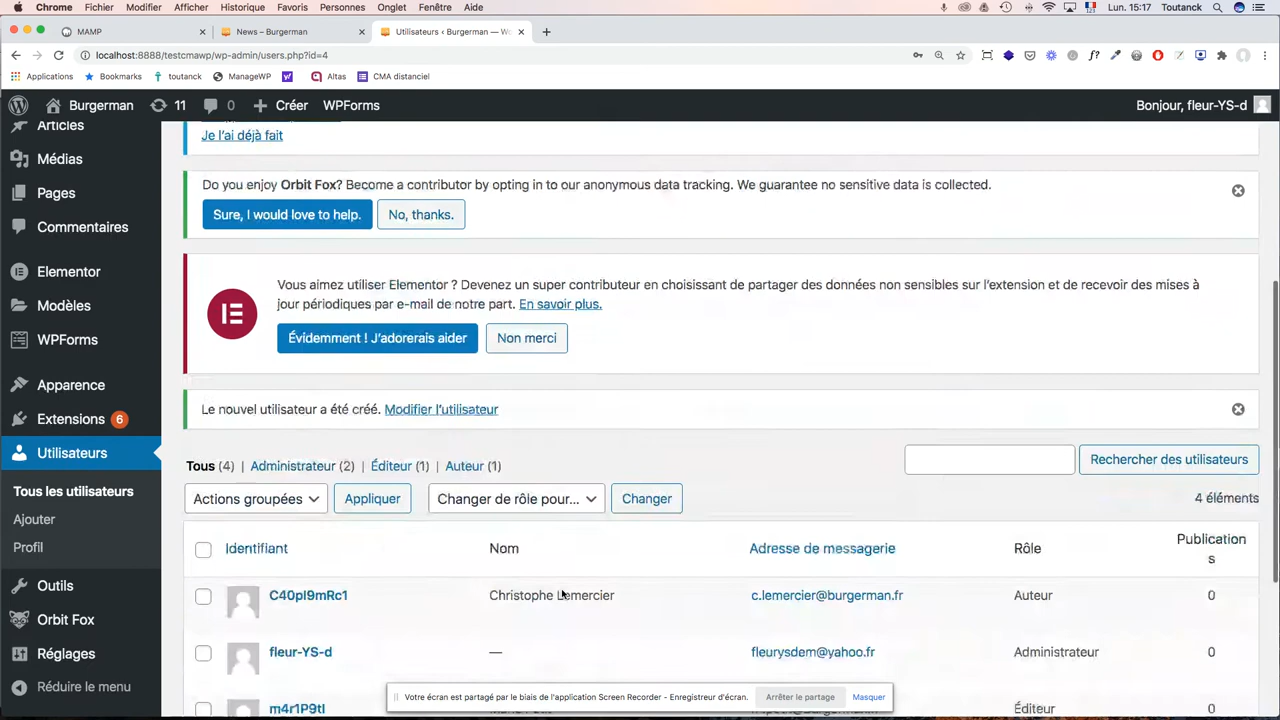 Chrome Fichier Modifier Afficher Historique Favoris Personnes Onglet Fenêtre Aide Lun. 15:17 Toutanck
MAMP News – Burgerman Utilisateurs ‹ Burgerman — Wo
localhost:8888/testcmawp/wp-admin/users.php?id=4
Applications Bookmarks toutanck ManageWP Altas CMA distanciel
Burgerman 11 0 Créer WPForms Bonjour, fleur-YS-d
Articles
Je l'ai déjà fait
Médias
Do you enjoy Orbit Fox? Become a contributor by opting in to our anonymous data tracking. We guarantee no sensitive data is collected.
Pages
Sure, I would love to help. No, thanks.
Commentaires
Elementor
Vous aimez utiliser Elementor ? Devenez un super contributeur en choisissant de partager des données non sensibles sur l'extension et de recevoir des mises à
Modèles
jour périodiques par e-mail de notre part. En savoir plus.
WPForms
Évidemment ! J'adorerais aider Non merci
Apparence
Extensions 6
Le nouvel utilisateur a été créé. Modifier l'utilisateur
Utilisateurs
Tous (4) | Administrateur (2) | Éditeur (1) | Auteur (1)
Rechercher des utilisateurs
Tous les utilisateurs
Actions groupées Appliquer Changer de rôle pour... Changer 4 éléments
Ajouter
Profil
Identifiant Nom Adresse de messagerie Rôle Publication
s
Outils
C40pl9mRc1 Christophe Lemercier c.lemercier@burgerman.fr Auteur 0
Orbit Fox
Réglages
fleur-YS-d — fleurysdem@yahoo.fr Administrateur 0
Réduire le menu
Votre écran est partagé par le biais de l'application Screen Recorder - Enregistreur d'écran. Arrêter le partage Masquer
m4r1P9tl Éditeur 0